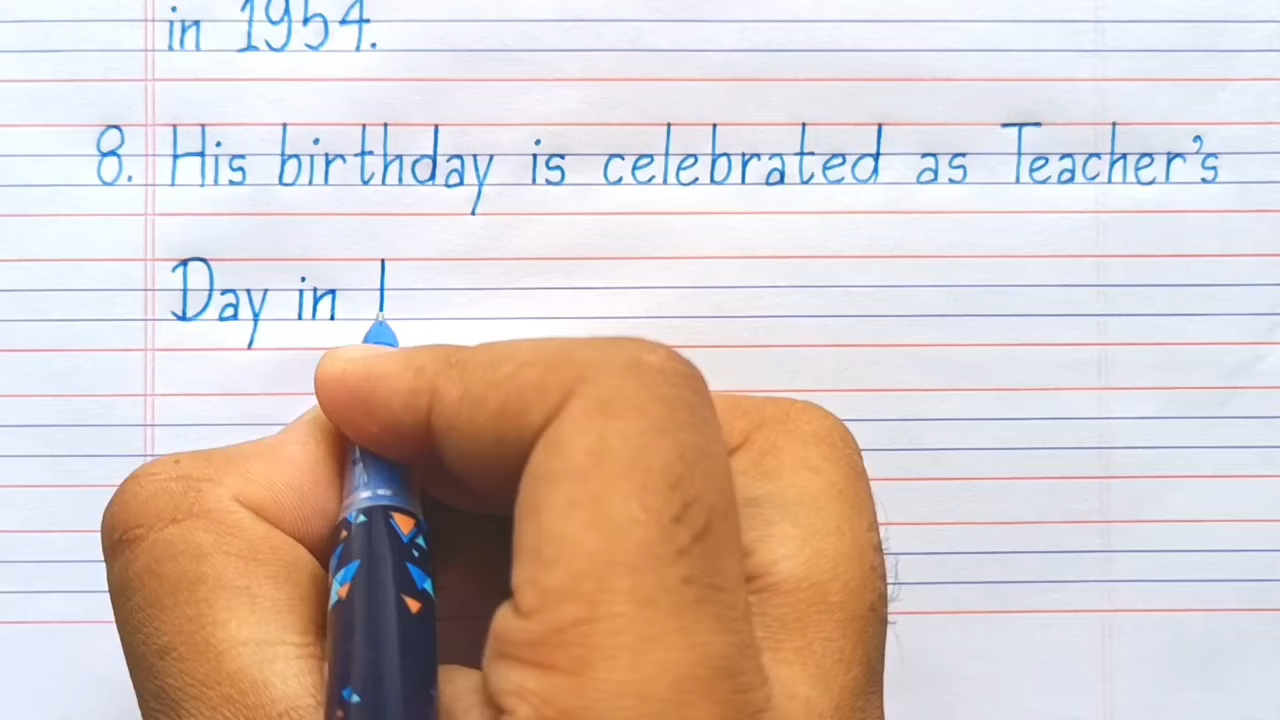 in 1954.
8. His birthday is celebrated as Teacher's
Day in I